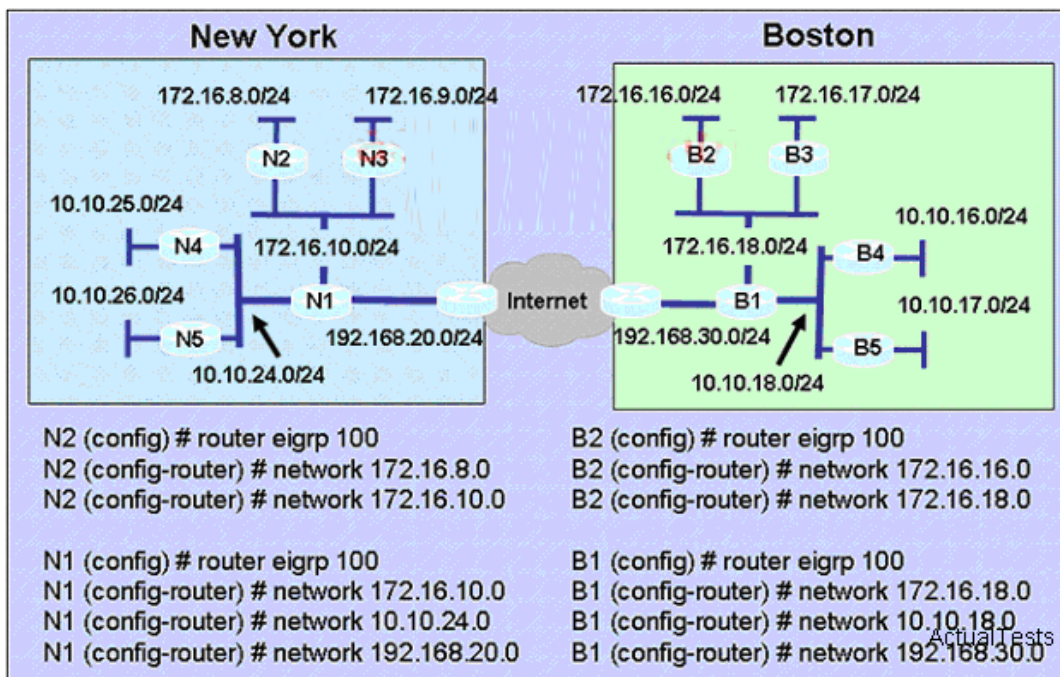 New York
Boston
172.16.8.0/24
172.16.9.0/24
172.16.16.0/24
172.16.17.0/24
N2
N3
B2
B3
10.10.25.0/24
10.10.16.0/24
N4
172.16.10.0/24
172.16.18.0/24
B4
10.10.26.0/24
10.10.17.0/24
N1
Internet
B1
N5
192.168.20.0/24
192.168.30.0/24
B5
10.10.24.0/24
10.10.18.0/24
N2 (config) # router eigrp 100
N2 (config-router) # network 172.16.8.0
N2 (config-router) # network 172.16.10.0
N1 (config) # router eigrp 100
N1 (config-router) # network 172.16.10.0
N1 (config-router) # network 10.10.24.0
N1 (config-router) # network 192.168.20.0
B2 (config) # router eigrp 100
B2 (config-router) # network 172.16.16.0
B2 (config-router) # network 172.16.18.0
B1 (config) # router eigrp 100
B1 (config-router) # network 172.16.18.0
B1 (config-router) # network 10.10.18.0
B1 (config-router) # network 192.168.30.0
ActualTests